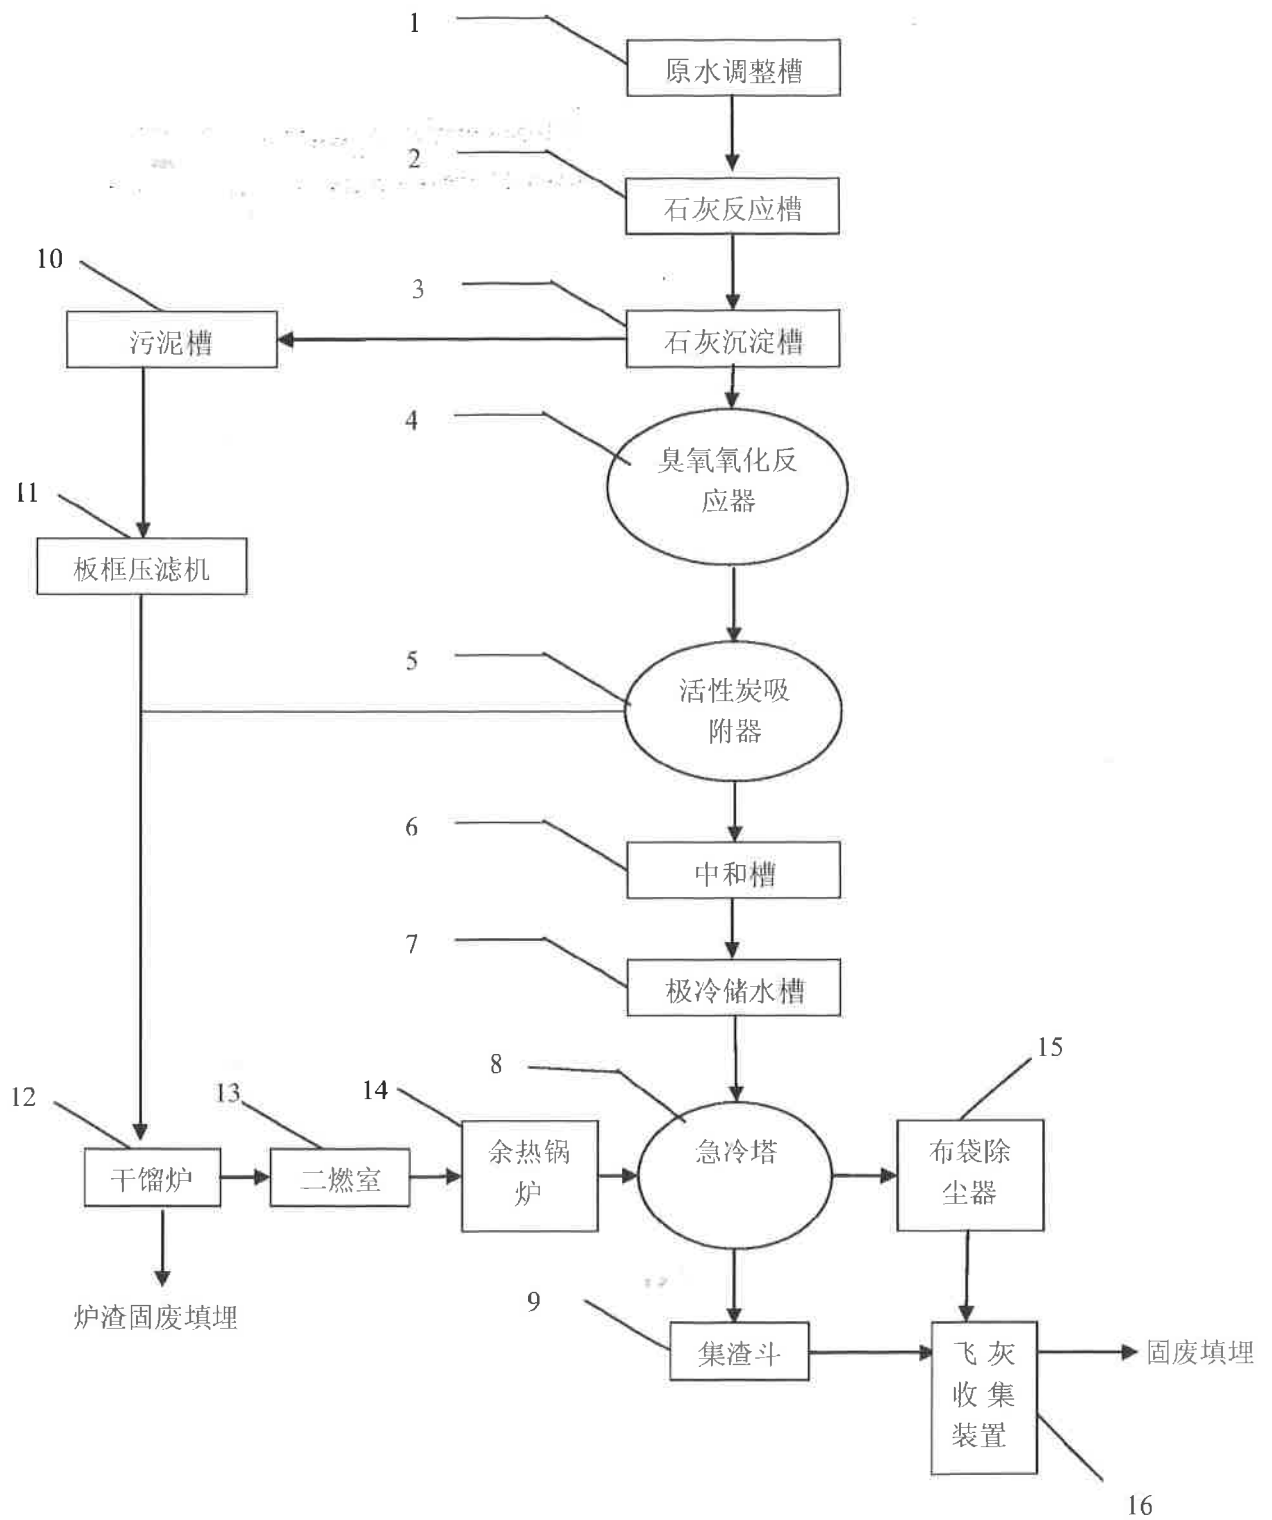 1
原水调整槽
2
石灰反应槽
10
3
污泥槽
石灰沉淀槽
4
臭氧氧化反
应器
11
板框压滤机
5
活性炭吸
附器
6
中和槽
7
极冷储水槽
8
15
12
13
14
干馏炉
二燃室
余热锅
炉
急冷塔
布袋除
尘器
炉渣固废填埋
9
集渣斗
飞灰
收集
装置
固废填埋
16